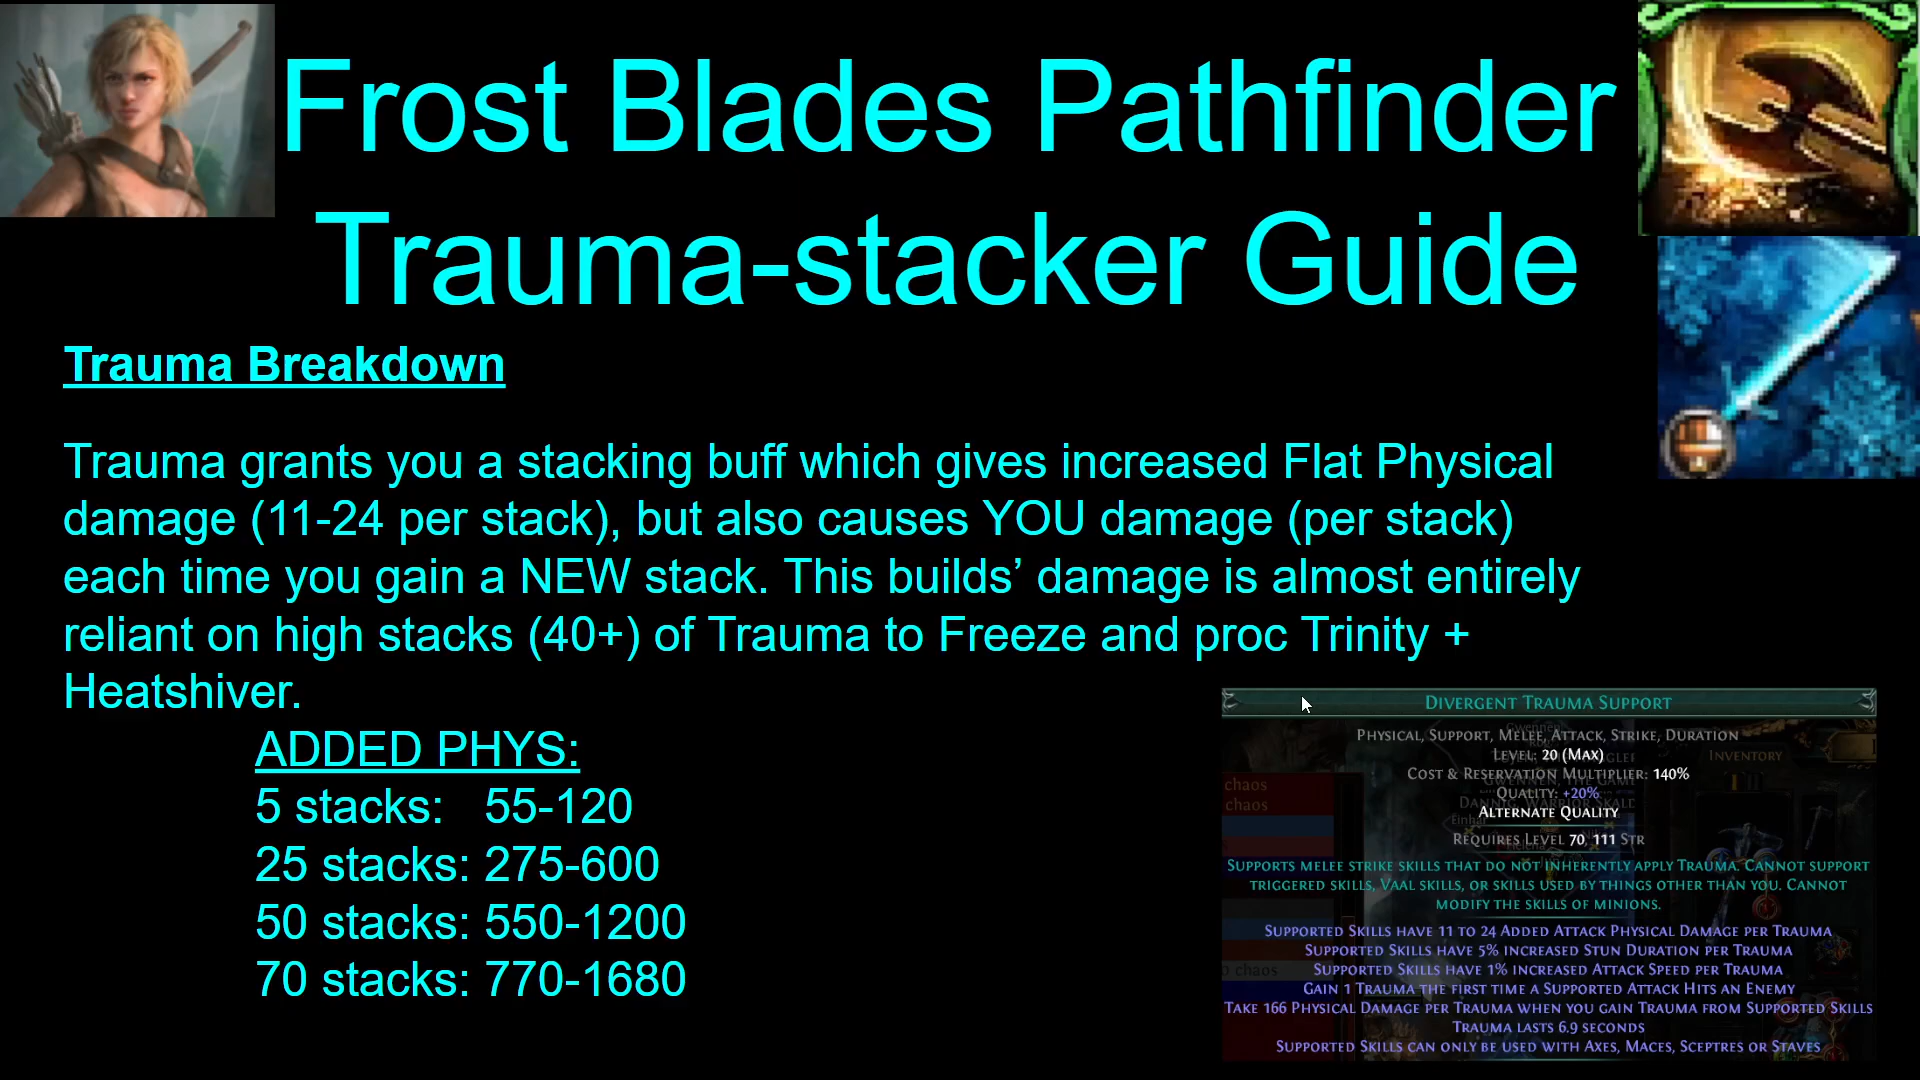 Frost Blades Pathfinder
Trauma-stacker Guide
Trauma Breakdown
Trauma grants you a stacking buff which gives increased Flat Physical
damage (11-24 per stack), but also causes YOU damage (per stack)
each time you gain a NEW stack. This builds’ damage is almost entirely
reliant on high stacks (40+) of Trauma to Freeze and proc Trinity +
Heatshiver.
ADDED PHYS:
5 stacks: 55-120
25 stacks: 275-600
50 stacks: 550-1200
70 stacks: 770-1680
DIVERGENT TRAUMA SUPPORT
PHYSICAL, SUPPORT, MELEE, ATTACK, STRIKE, DURATION
LEVEL: 20 (MAX)
COST & RESERVATION MULTIPLIER: 140%
QUALITY: +20%
ALTERNATE QUALITY
REQUIRES LEVEL 70, 111 STR
SUPPORTS MELEE STRIKE SKILLS THAT DO NOT INHERENTLY APPLY TRAUMA. CANNOT SUPPORT
TRIGGERED SKILLS, VAAL SKILLS, OR SKILLS USED BY THINGS OTHER THAN YOU. CANNOT
MODIFY THE SKILLS OF MINIONS.
SUPPORTED SKILLS HAVE 11 TO 24 ADDED ATTACK PHYSICAL DAMAGE PER TRAUMA
SUPPORTED SKILLS HAVE 5% INCREASED STUN DURATION PER TRAUMA
SUPPORTED SKILLS HAVE 1% INCREASED ATTACK SPEED PER TRAUMA
GAIN 1 TRAUMA THE FIRST TIME A SUPPORTED ATTACK HITS AN ENEMY
TAKE 166 PHYSICAL DAMAGE PER TRAUMA WHEN YOU GAIN TRAUMA FROM SUPPORTED SKILLS
TRAUMA LASTS 6.9 SECONDS
SUPPORTED SKILLS CAN ONLY BE USED WITH AXES, MACES, SCEPTRES OR STAVES
INVENTORY
chaos
chaos
chaos